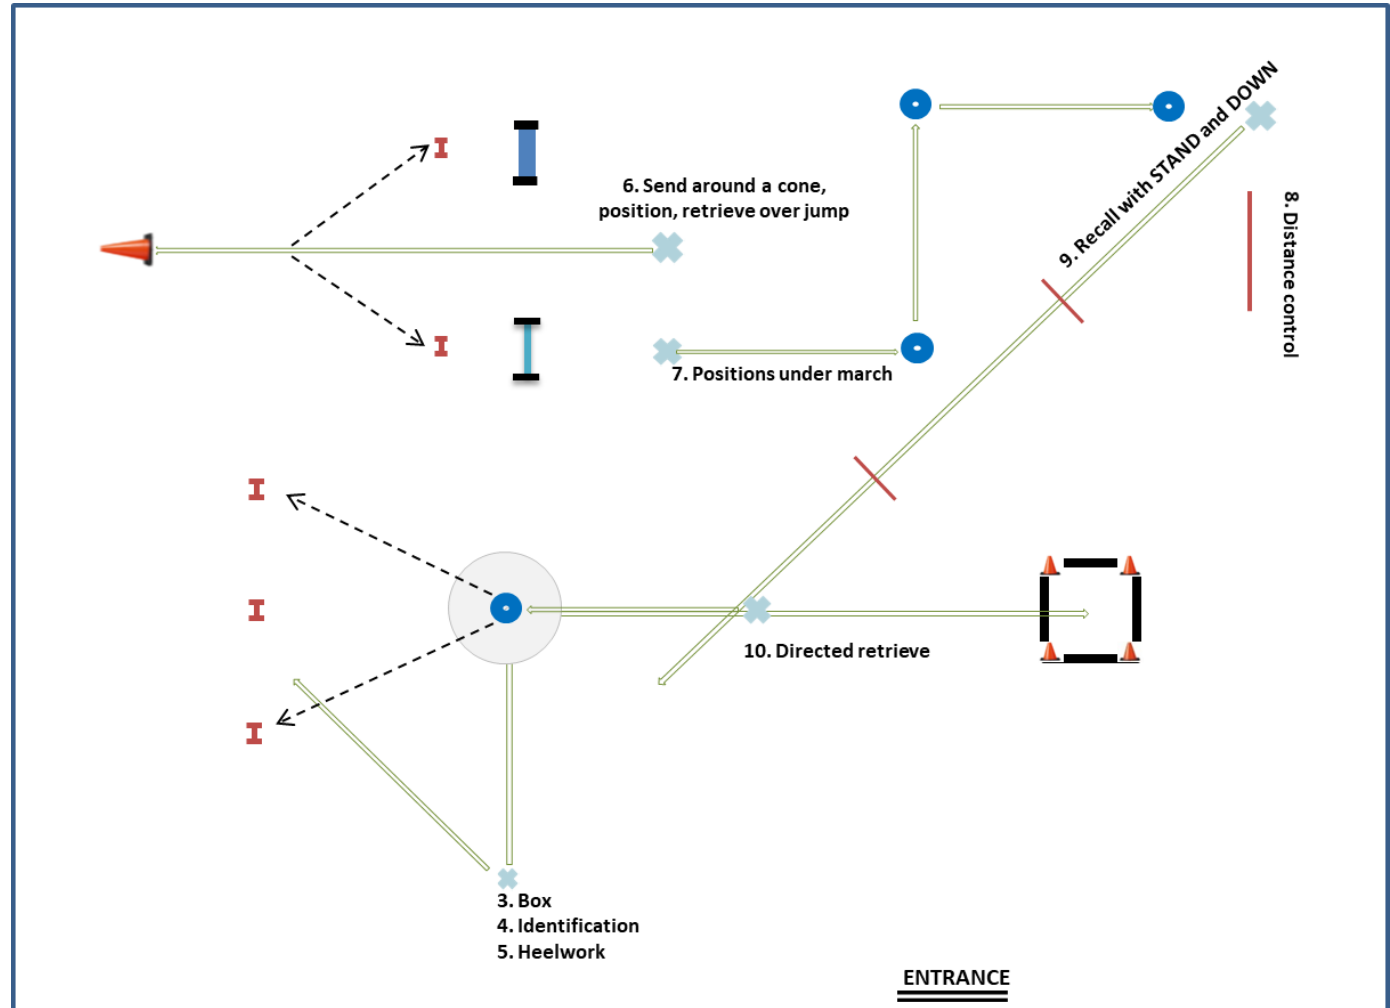 6. Send around a cone,
position, retrieve over jump
9. Recall with STAND and DOWN
8. Distance control
7. Positions under march
10. Directed retrieve
3. Box
4. Identification
5. Heelwork
ENTRANCE